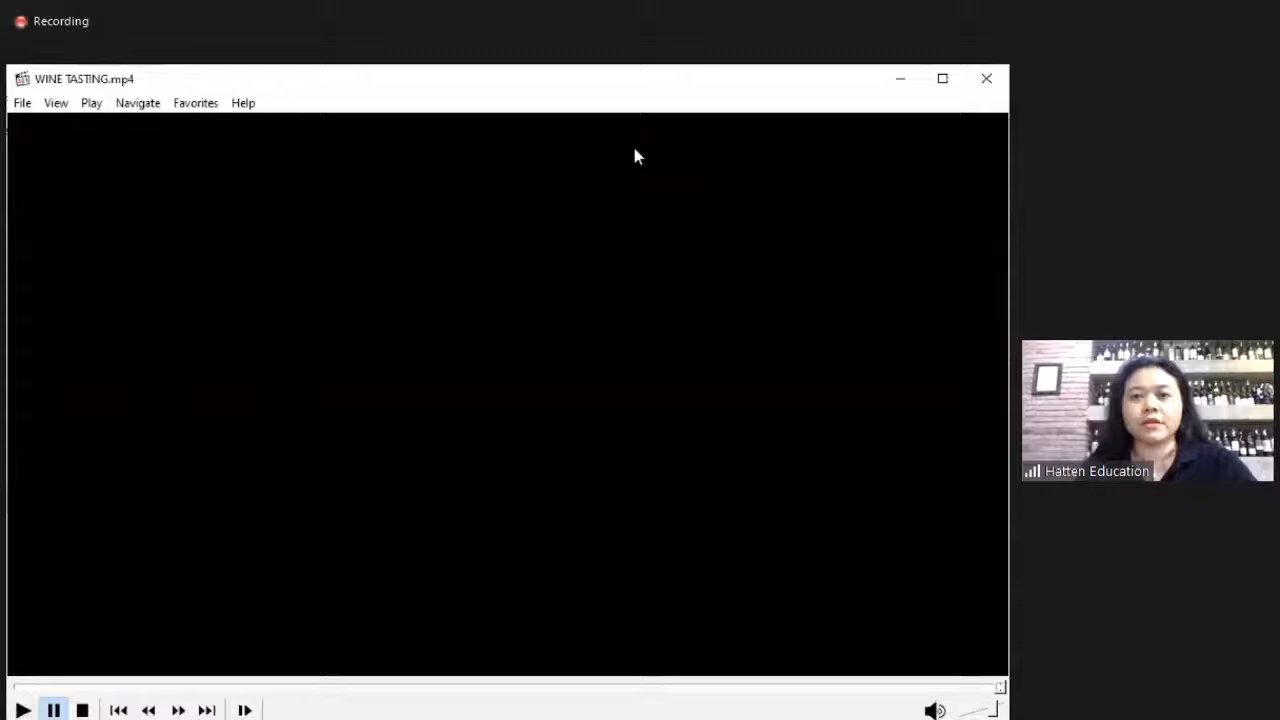 Recording
WINE TASTING.mp4
File View Play Navigate Favorites Help
Hatten Education